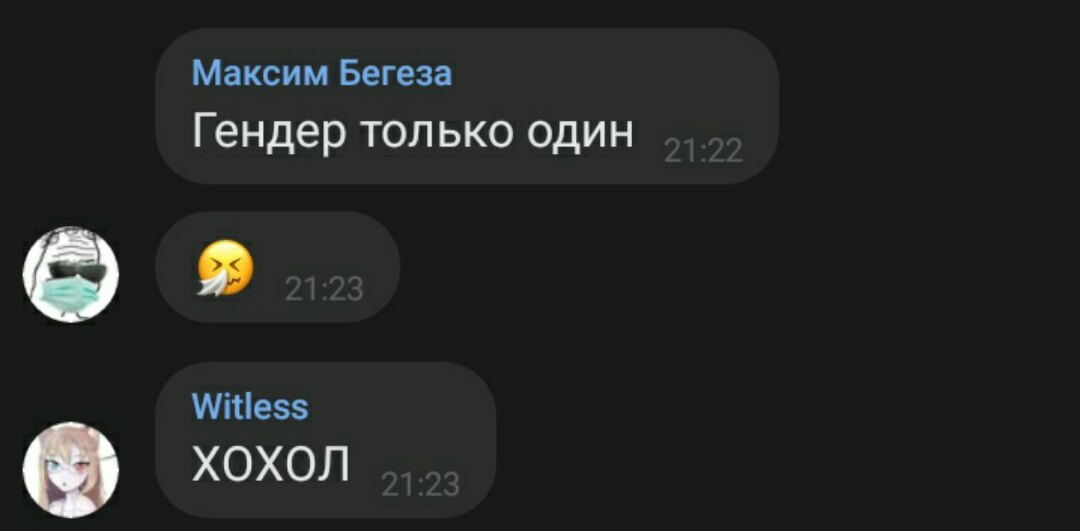 Максим Бегеза
Гендер только один 21:22
🤧 21:23
Witless
ХОХОЛ 21:23